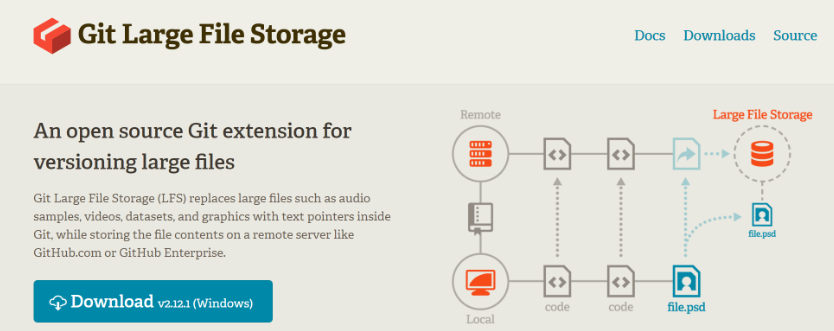 Git Large File Storage
Docs Downloads Source
An open source Git extension for
versioning large files
Git Large File Storage (LFS) replaces large files such as audio
samples, videos, datasets, and graphics with text pointers inside
Git, while storing the file contents on a remote server like
GitHub.com or GitHub Enterprise.
Download v2.12.1 (Windows)
Remote
Large File Storage
file.psd
Local
code
code
file.psd